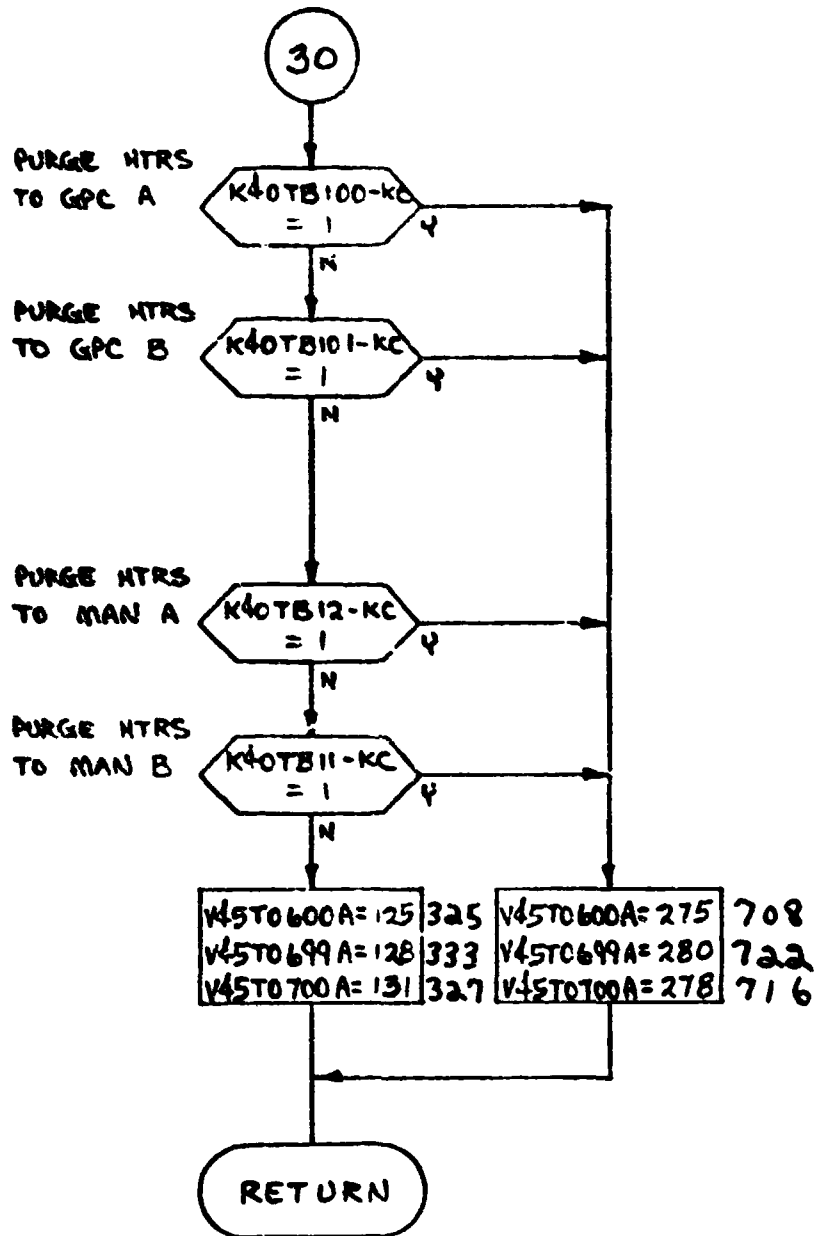 30
PURGE HTRS
TO GPC A
K40TB100-KC
= 1
Y
N
PURGE HTRS
TO GPC B
K40TB101-KC
= 1
Y
N
PURGE HTRS
TO MAN A
K40TB12-KC
= 1
Y
N
PURGE HTRS
TO MAN B
K40TB11-KC
= 1
Y
N
V45T0600A=125 325
V45T0699A=128 333
V45T0700A=131 327
V45T0600A=275 708
V45T0699A=280 722
V45T0700A=278 716
RETURN